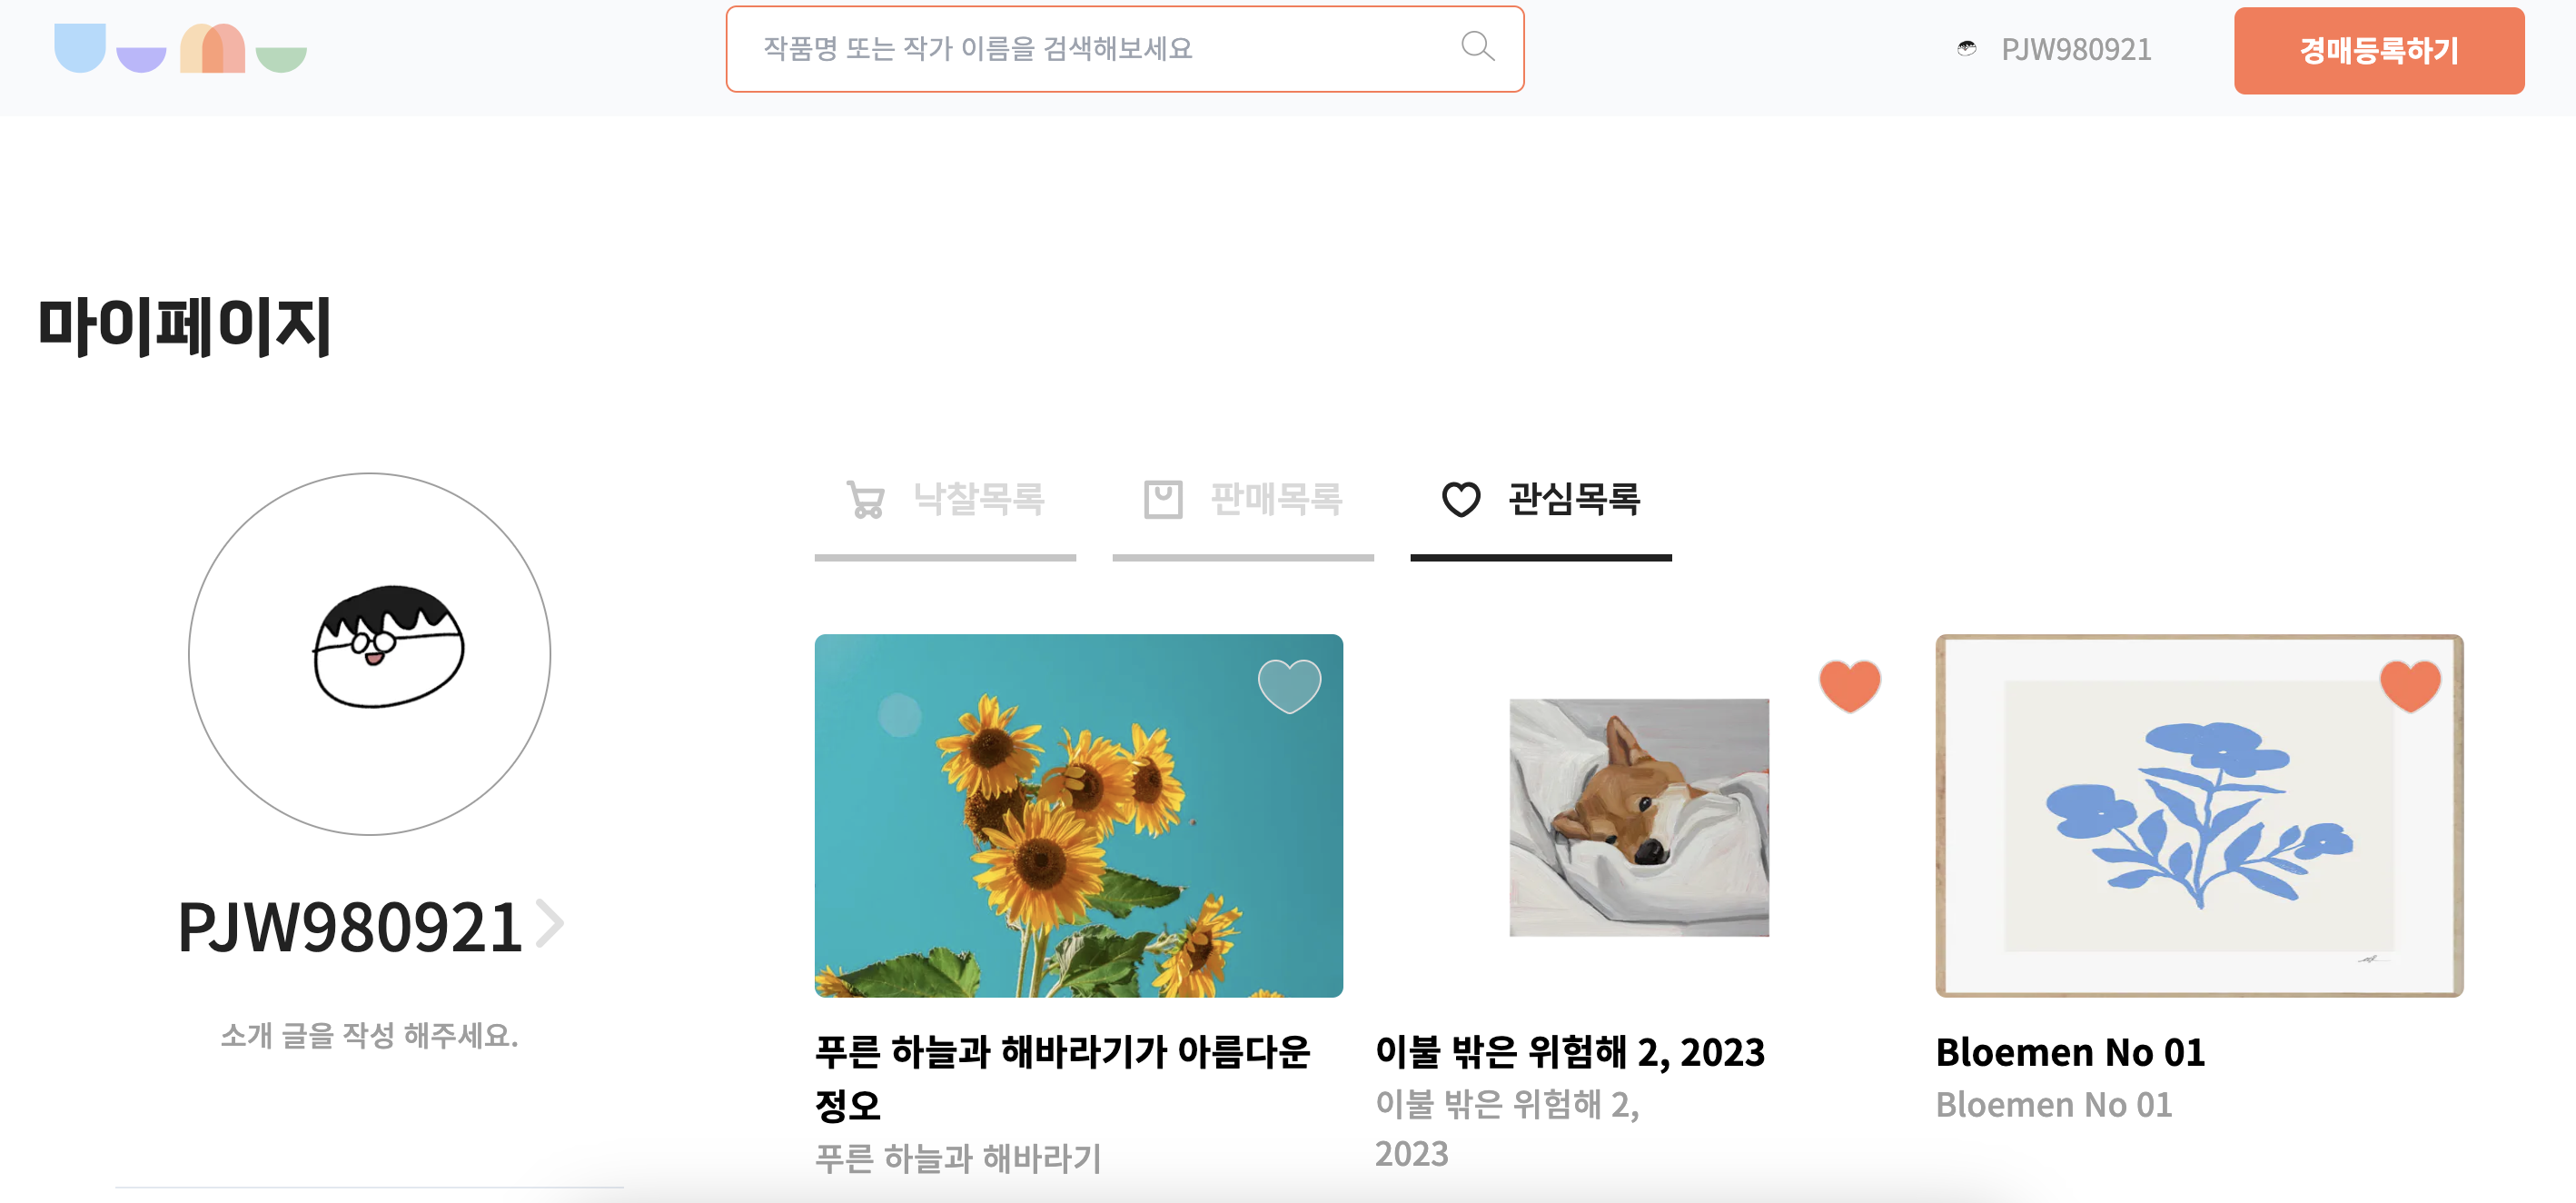 작품명 또는 작가 이름을 검색해보세요
PJW980921
경매등록하기
마이페이지
낙찰목록
판매목록
관심목록
PJW980921
소개 글을 작성 해주세요.
푸른 하늘과 해바라기가 아름다운
정오
푸른 하늘과 해바라기
이불 밖은 위험해 2, 2023
이불 밖은 위험해 2,
2023
Bloemen No 01
Bloemen No 01